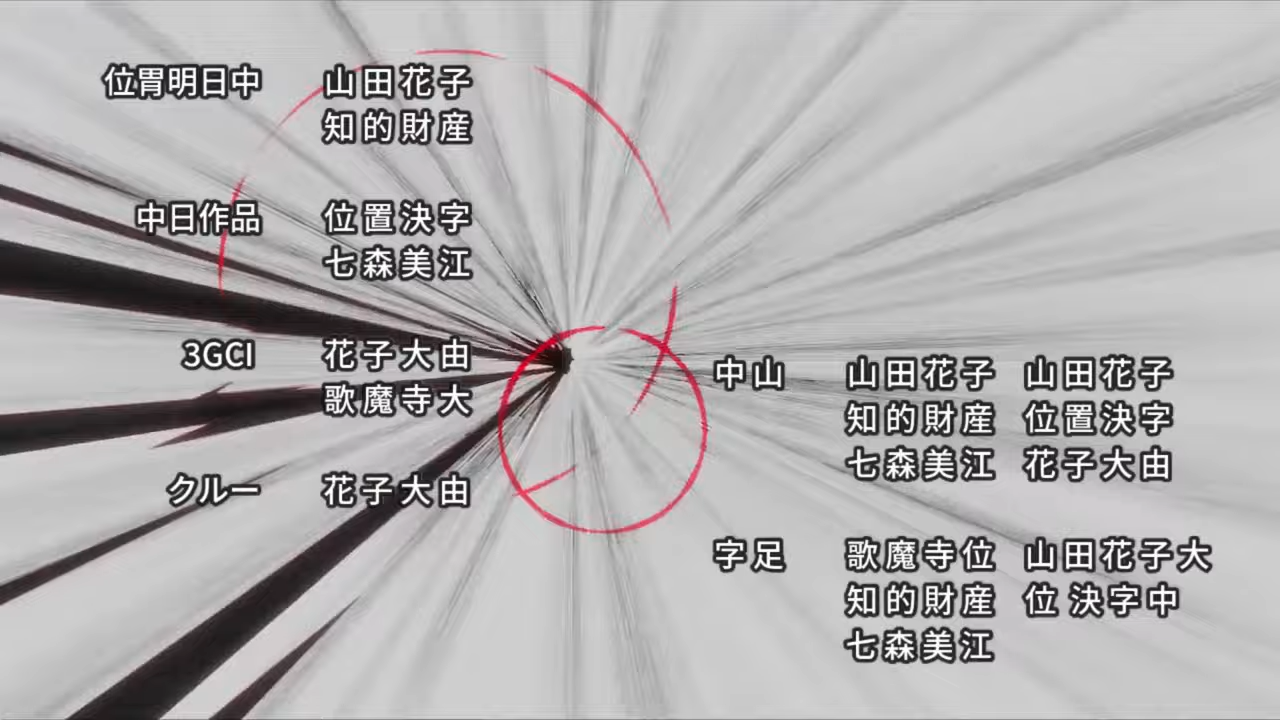 位胃明日中 山田花子
知的財産
中日作品 位置決字
七森美江
3GCI 花子大由
歌魔寺大
クルー 花子大由
中山 山田花子 山田花子
知的財産 位置決字
七森美江 花子大由
字足 歌魔寺位 山田花子大
知的財産 位決字中
七森美江